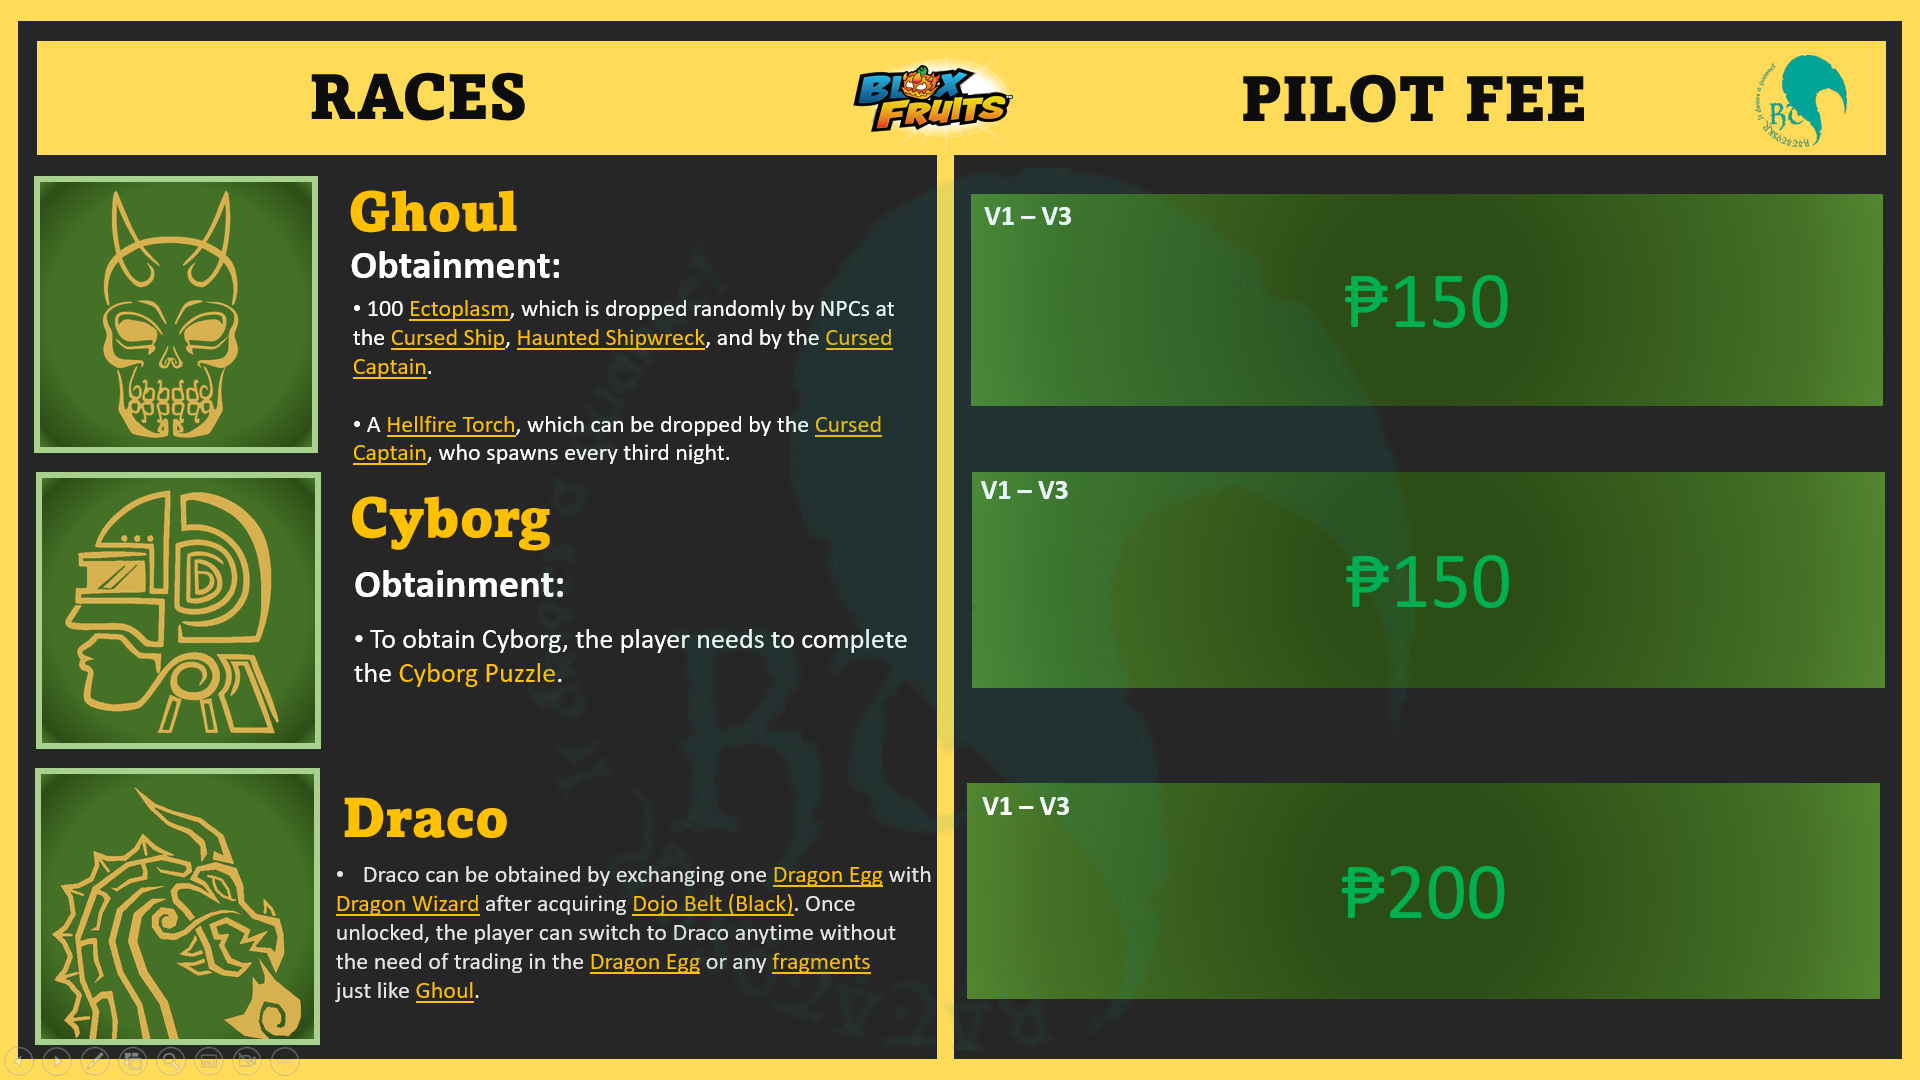 RACES
BLOX
FRUITS
PILOT FEE
RC
Ghoul
Obtainment:
• 100 Ectoplasm, which is dropped randomly by NPCs at
the Cursed Ship, Haunted Shipwreck, and by the Cursed
Captain.
• A Hellfire Torch, which can be dropped by the Cursed
Captain, who spawns every third night.
V1 – V3
₱150
Cyborg
Obtainment:
• To obtain Cyborg, the player needs to complete
the Cyborg Puzzle.
V1 – V3
₱150
Draco
• Draco can be obtained by exchanging one Dragon Egg with
Dragon Wizard after acquiring Dojo Belt (Black). Once
unlocked, the player can switch to Draco anytime without
the need of trading in the Dragon Egg or any fragments
just like Ghoul.
V1 – V3
₱200